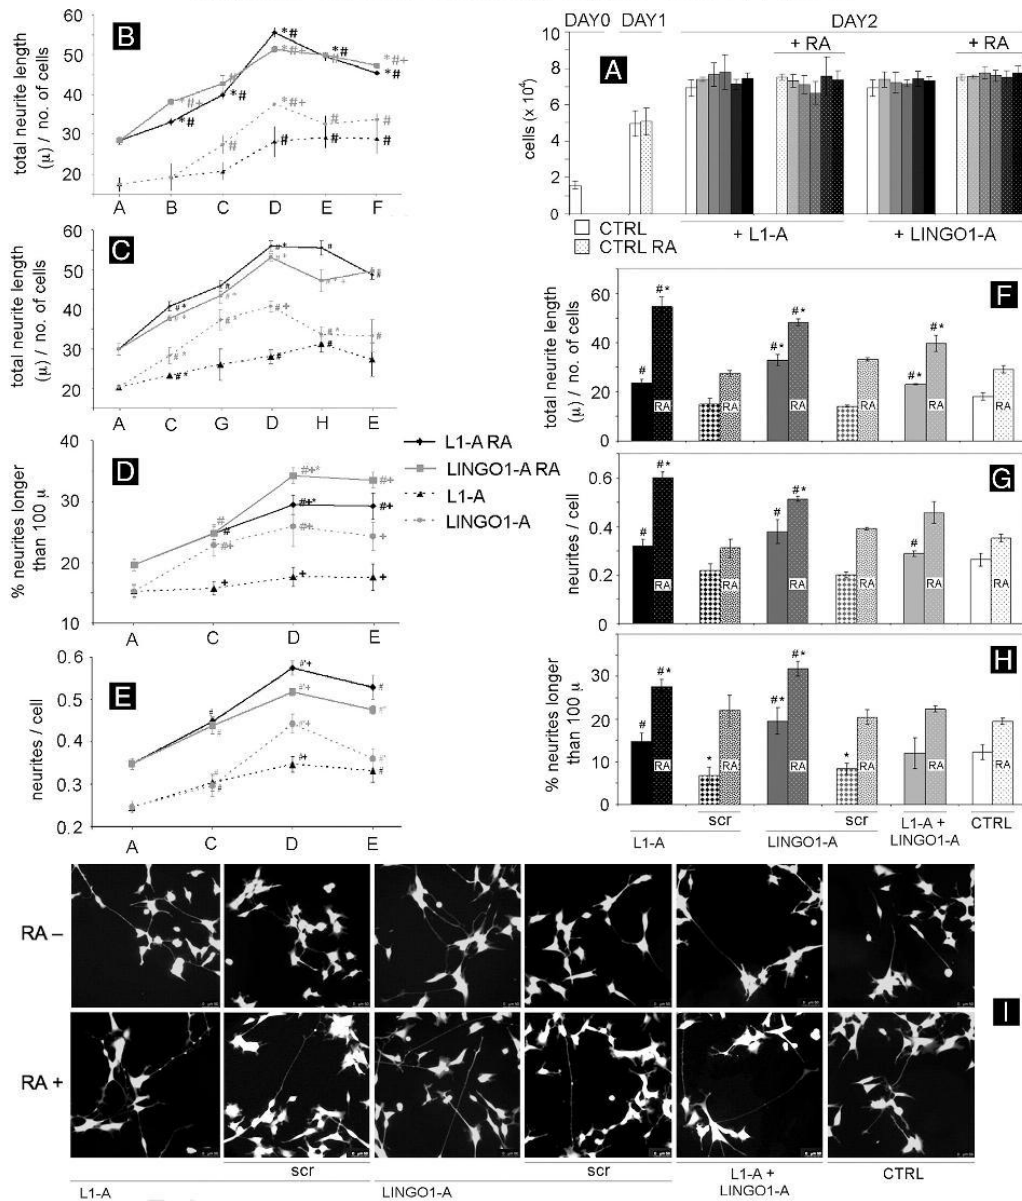 B
total neurite length
(μ) / no. of cells
60
50
40
30
20
A B C D E F
*#+ # *#+ *# *# *# *#
# *#+ # #
# # #
DAY0 DAY1 DAY2
+ RA + RA
A
cells (x 10⁴)
10
8
6
4
2
0
CTRL
CTRL RA
+ L1-A
+ LINGO1-A
C
total neurite length
(μ) / no. of cells
60
50
40
30
20
A C G D H E
D
% neurites longer
than 100 μ
40
30
20
10
A C D E
L1-A RA
LINGO1-A RA
L1-A
LINGO1-A
E
neurites / cell
0.6
0.5
0.4
0.3
0.2
A C D E
F
total neurite length
(μ) / no. of cells
60
40
20
0
# #* #* #* #* #*
RA RA RA RA RA RA
G
neurites / cell
0.6
0.4
0.2
0
# #* # #* #
RA RA RA RA RA RA
H
% neurites longer
than 100 μ
30
20
10
0
# #* * #* #* *
RA RA RA RA RA RA
L1-A
scr
LINGO1-A
scr
L1-A +
LINGO1-A
CTRL
RA –
RA +
I
L1-A
scr
LINGO1-A
scr
L1-A +
LINGO1-A
CTRL